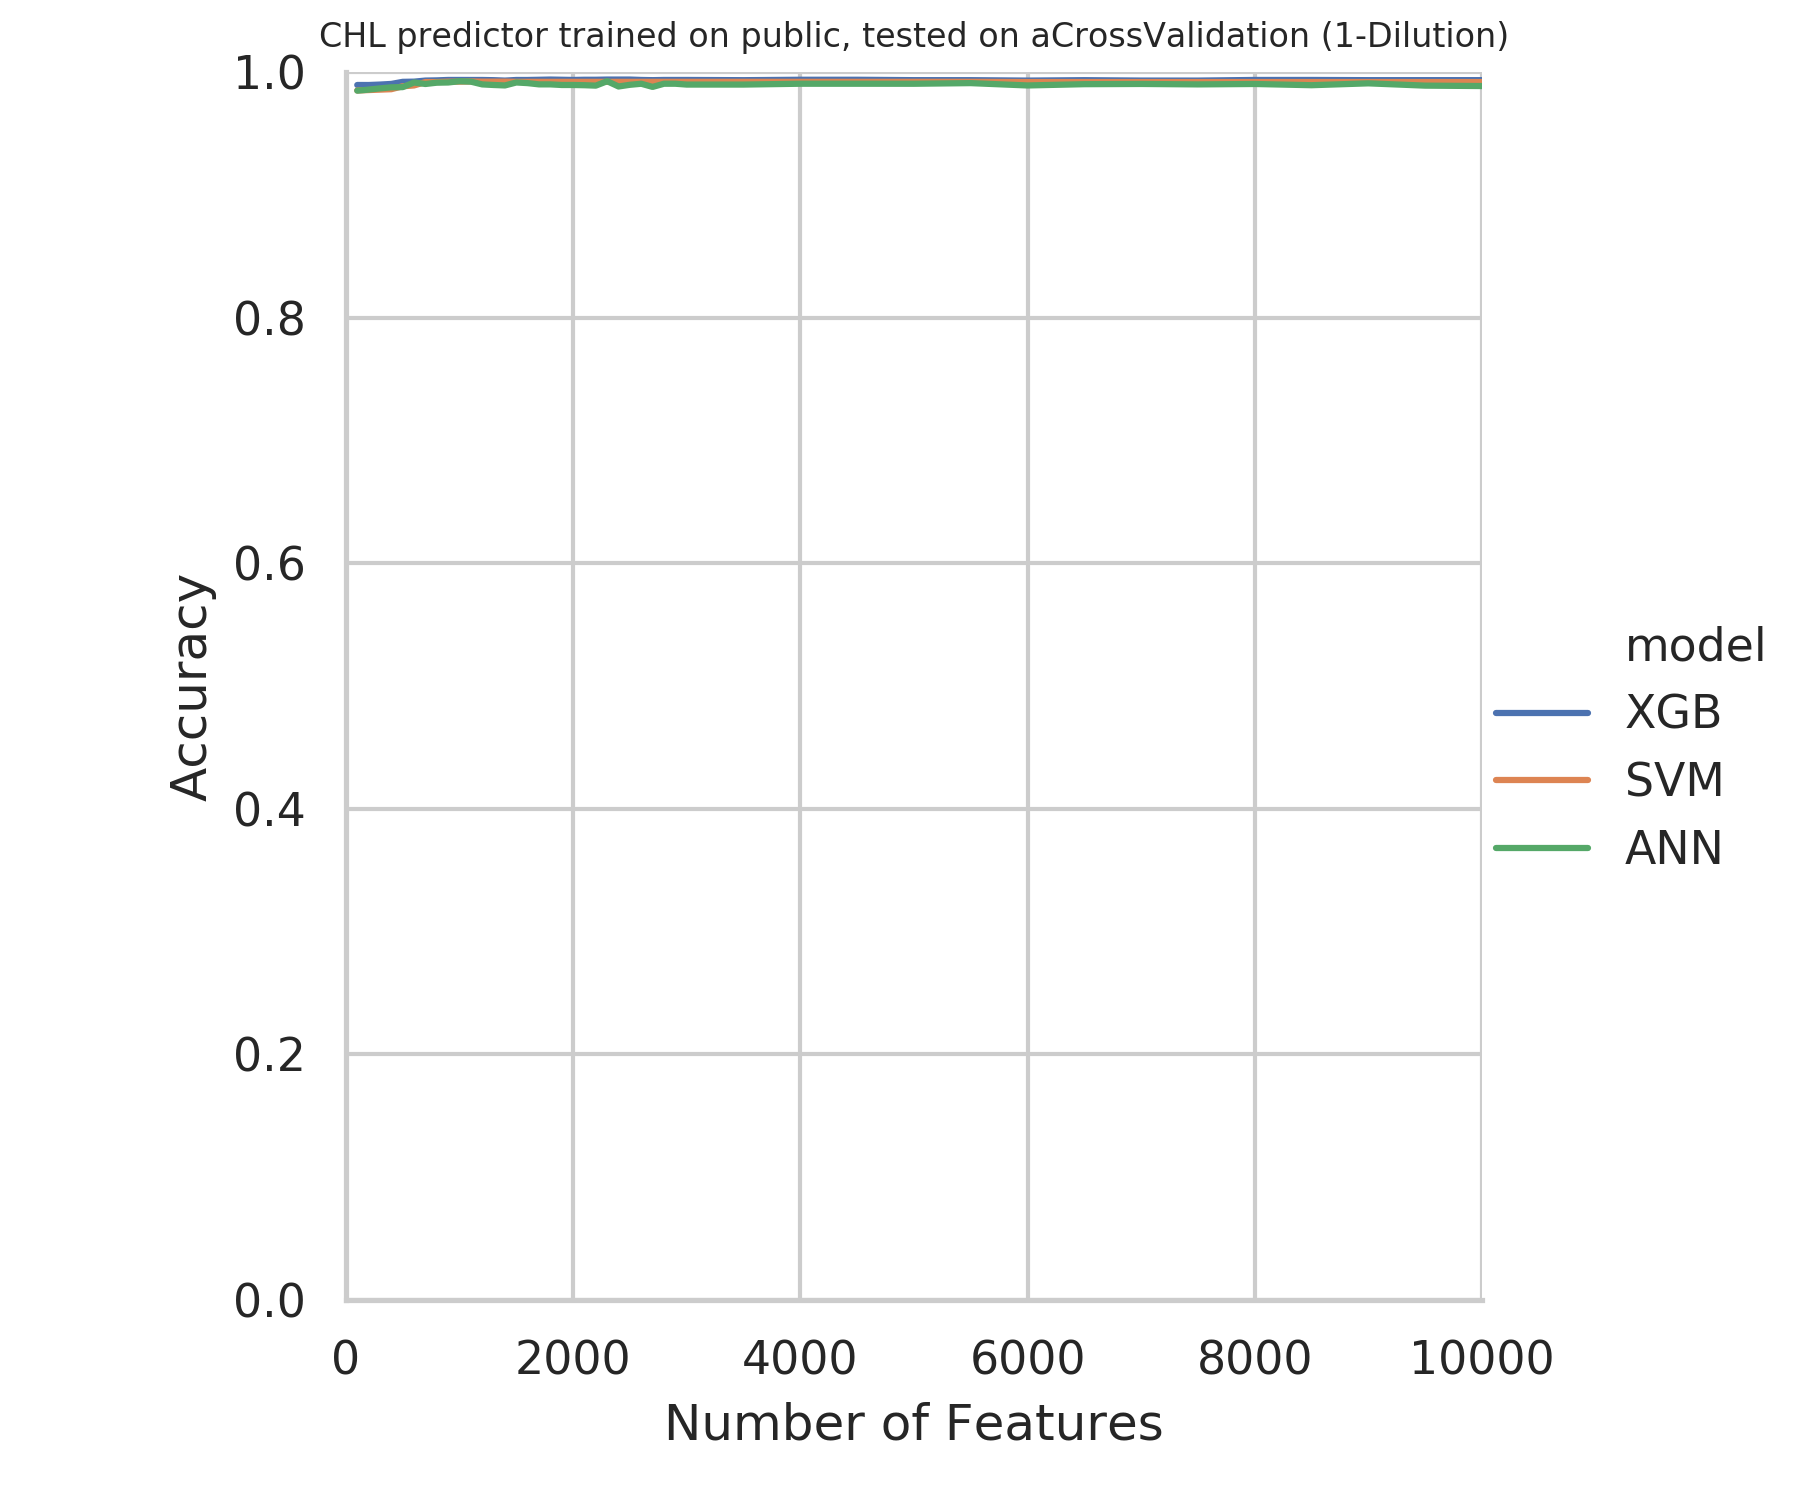 CHL predictor trained on public, tested on aCrossValidation (1-Dilution)
1.0
0.8
0.6
0.4
0.2
0.0
Accuracy
0 2000 4000 6000 8000 10000
Number of Features
model
XGB
SVM
ANN